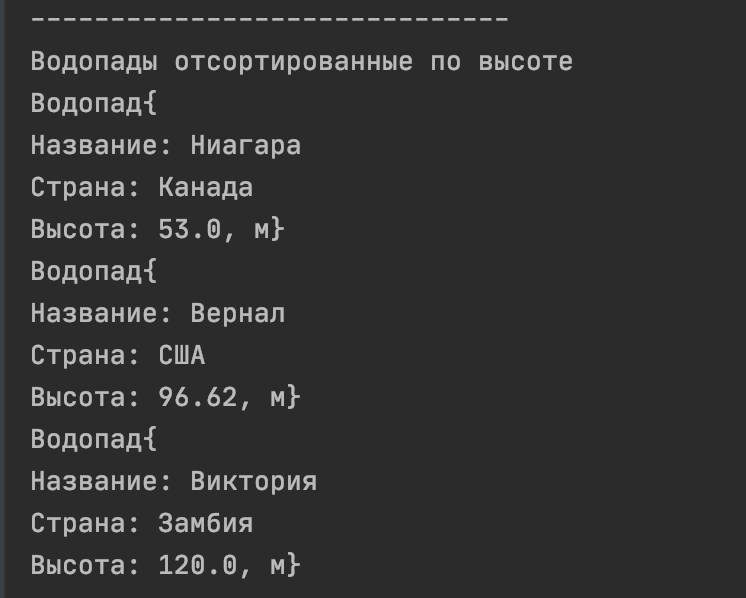 ------------------------------
Водопады отсортированные по высоте
Водопад{
Название: Ниагара
Страна: Канада
Высота: 53.0, м}
Водопад{
Название: Вернал
Страна: США
Высота: 96.62, м}
Водопад{
Название: Виктория
Страна: Замбия
Высота: 120.0, м}